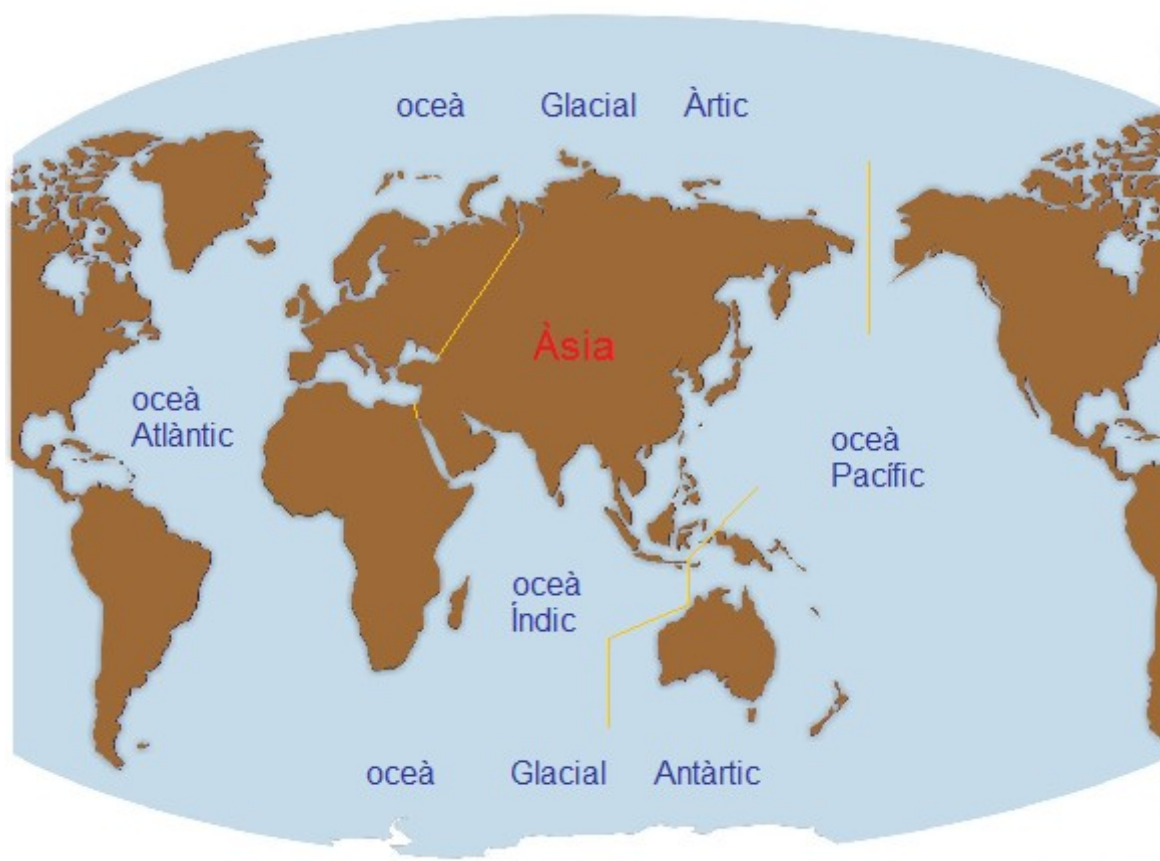 oceà Glacial Àrtic
Àsia
oceà
Atlàntic
oceà
Pacífic
oceà
Índic
oceà Glacial Antàrtic